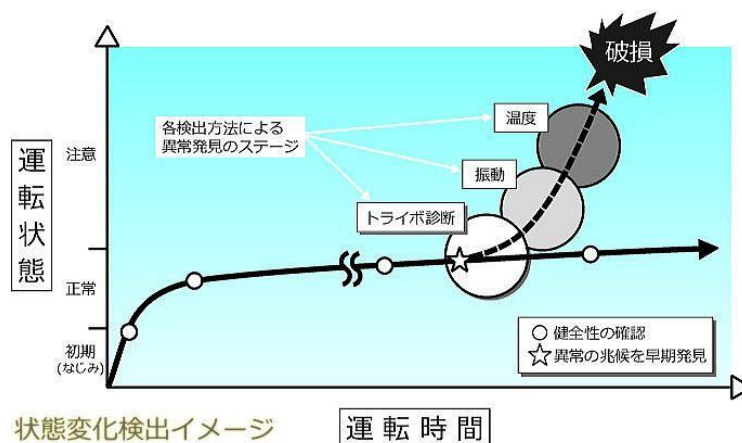 破損
温度
各検出方法による
異常発見のステージ
注意
振動
運転状態
トライボ診断
正常
健全性の確認
異常の兆候を早期発見
初期
(なじみ)
状態変化検出イメージ
運転時間